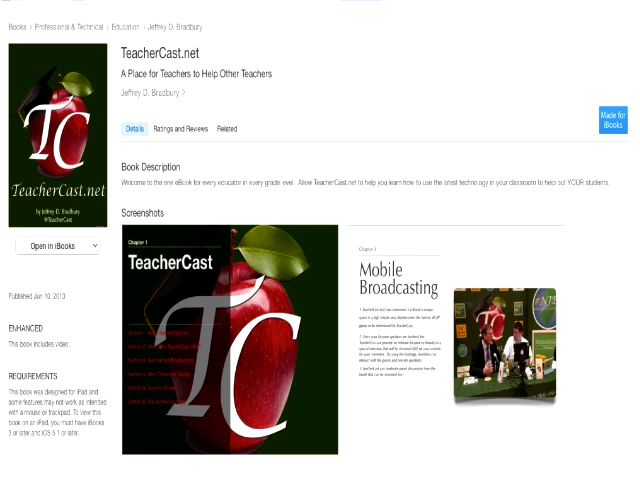 Books › Professional & Technical › Education › Jeffrey D. Bradbury
TeacherCast.net
A Place for Teachers to Help Other Teachers
Jeffrey D. Bradbury >
Details Ratings and Reviews Related
Made for
iBooks
Book Description
Welcome to the one eBook for every educator in every grade level. Allow TeacherCast.net to help you learn how to use the latest technology in your classroom to help out YOUR students.
Screenshots
TC
TeacherCast.net
by Jeffrey D. Bradbury
@TeacherCast
Open in iBooks
Published Jun 10, 2013
ENHANCED
This book includes video.
REQUIREMENTS
This book was designed for iPad and
some features may not work as intended
with a mouse or trackpad. To view this
book on an iPad, you must have iBooks
3 or later and iOS 5.1 or later.
Chapter 1
TeacherCast
TC
Chapter 1
Mobile
Broadcasting